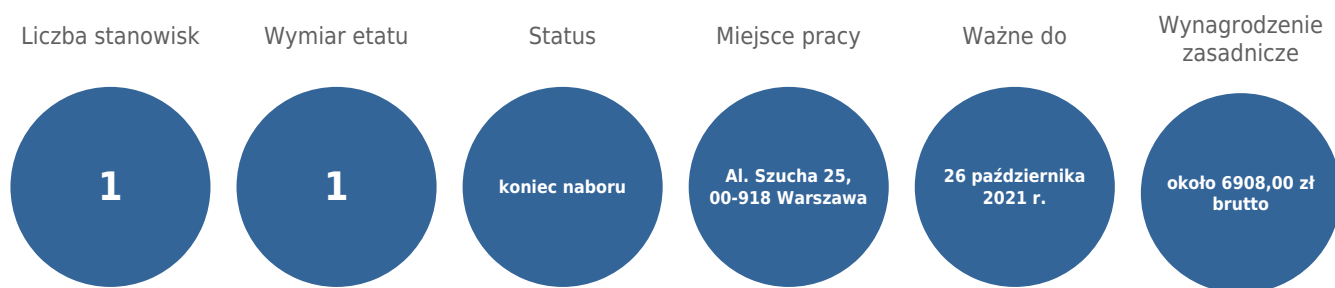 Liczba stanowisk
1
Wymiar etatu
1
Status
koniec naboru
Miejsce pracy
Al. Szucha 25,
00-918 Warszawa
Ważne do
26 października
2021 r.
Wynagrodzenie
zasadnicze
około 6908,00 zł
brutto